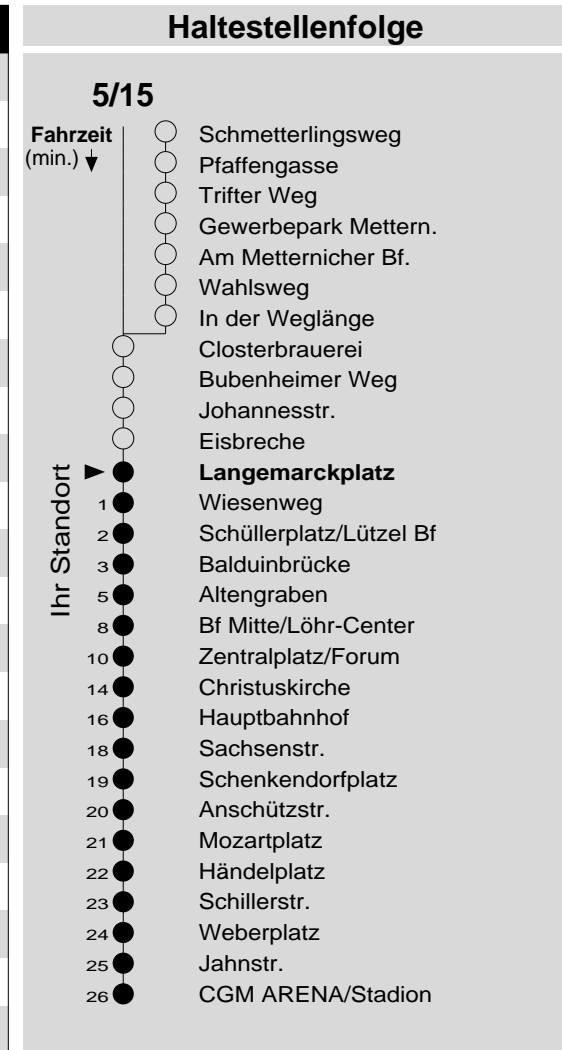 Haltestellenfolge
5/15
Fahrzeit
(min.)
Schmetterlingsweg
Pfaffengasse
Trifter Weg
Gewerbepark Mettern.
Am Metternicher Bf.
Wahlsweg
In der Weglänge
Closterbrauerei
Bubenheimer Weg
Johannesstr.
Eisbreche
Ihr Standort
Langemarckplatz
1 Wiesenweg
2 Schüllerplatz/Lützel Bf
3 Balduinbrücke
5 Altengraben
8 Bf Mitte/Löhr-Center
10 Zentralplatz/Forum
14 Christuskirche
16 Hauptbahnhof
18 Sachsenstr.
19 Schenkendorfplatz
20 Anschützstr.
21 Mozartplatz
22 Händelplatz
23 Schillerstr.
24 Weberplatz
25 Jahnstr.
26 CGM ARENA/Stadion